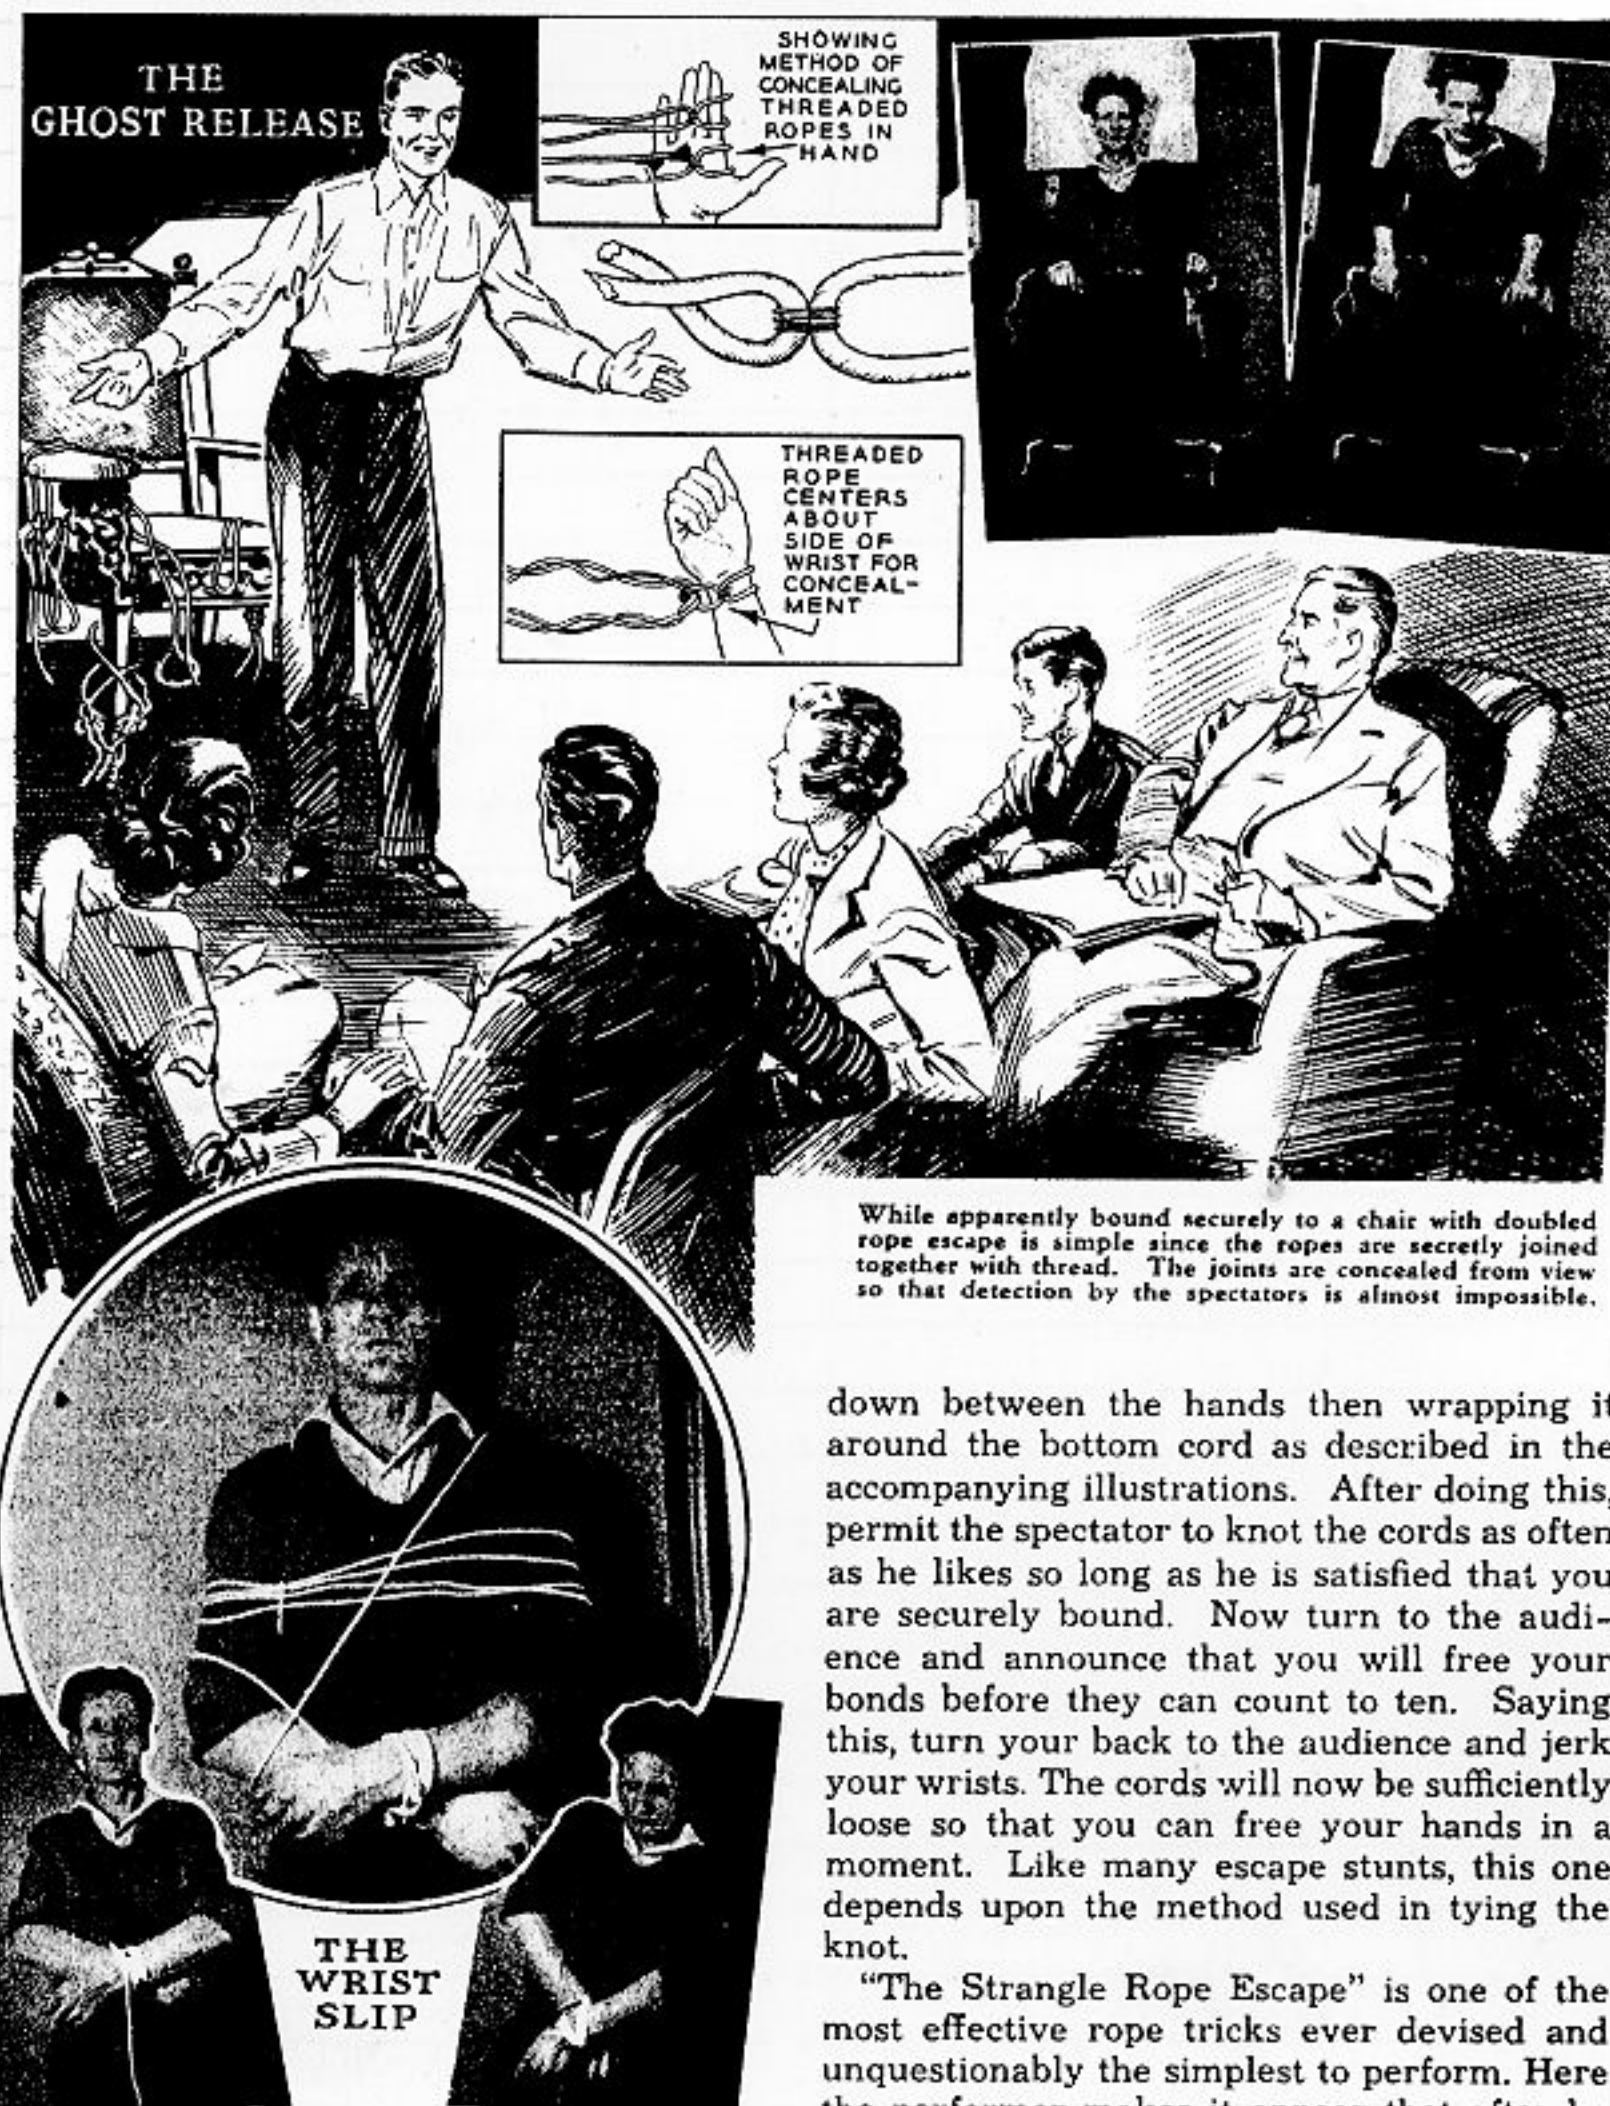 THE
GHOST RELEASE
SHOWING
METHOD OF
CONCEALING
THREADED
ROPES IN
HAND
THREADED
ROPE
CENTERS
ABOUT
SIDE OF
WRIST FOR
CONCEAL-
MENT
While apparently bound securely to a chair with doubled
rope escape is simple since the ropes are secretly joined
together with thread. The joints are concealed from view
so that detection by the spectators is almost impossible.
down between the hands then wrapping it
around the bottom cord as described in the
accompanying illustrations. After doing this,
permit the spectator to knot the cords as often
as he likes so long as he is satisfied that you
are securely bound. Now turn to the audi-
ence and announce that you will free your
bonds before they can count to ten. Saying
this, turn your back to the audience and jerk
your wrists. The cords will now be sufficiently
loose so that you can free your hands in a
moment. Like many escape stunts, this one
depends upon the method used in tying the
knot.
"The Strangle Rope Escape" is one of the
most effective rope tricks ever devised and
unquestionably the simplest to perform. Here
THE
WRIST
SLIP